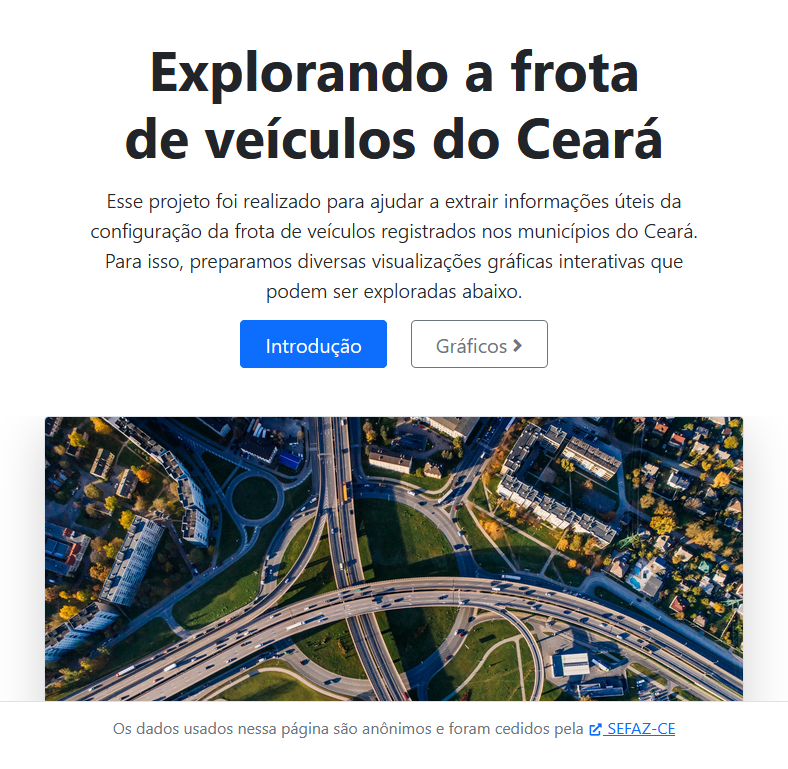 Explorando a frota
de veículos do Ceará
Esse projeto foi realizado para ajudar a extrair informações úteis da
configuração da frota de veículos registrados nos municípios do Ceará.
Para isso, preparamos diversas visualizações gráficas interativas que
podem ser exploradas abaixo.
Introdução
Gráficos
Os dados usados nessa página são anônimos e foram cedidos pela SEFAZ-CE